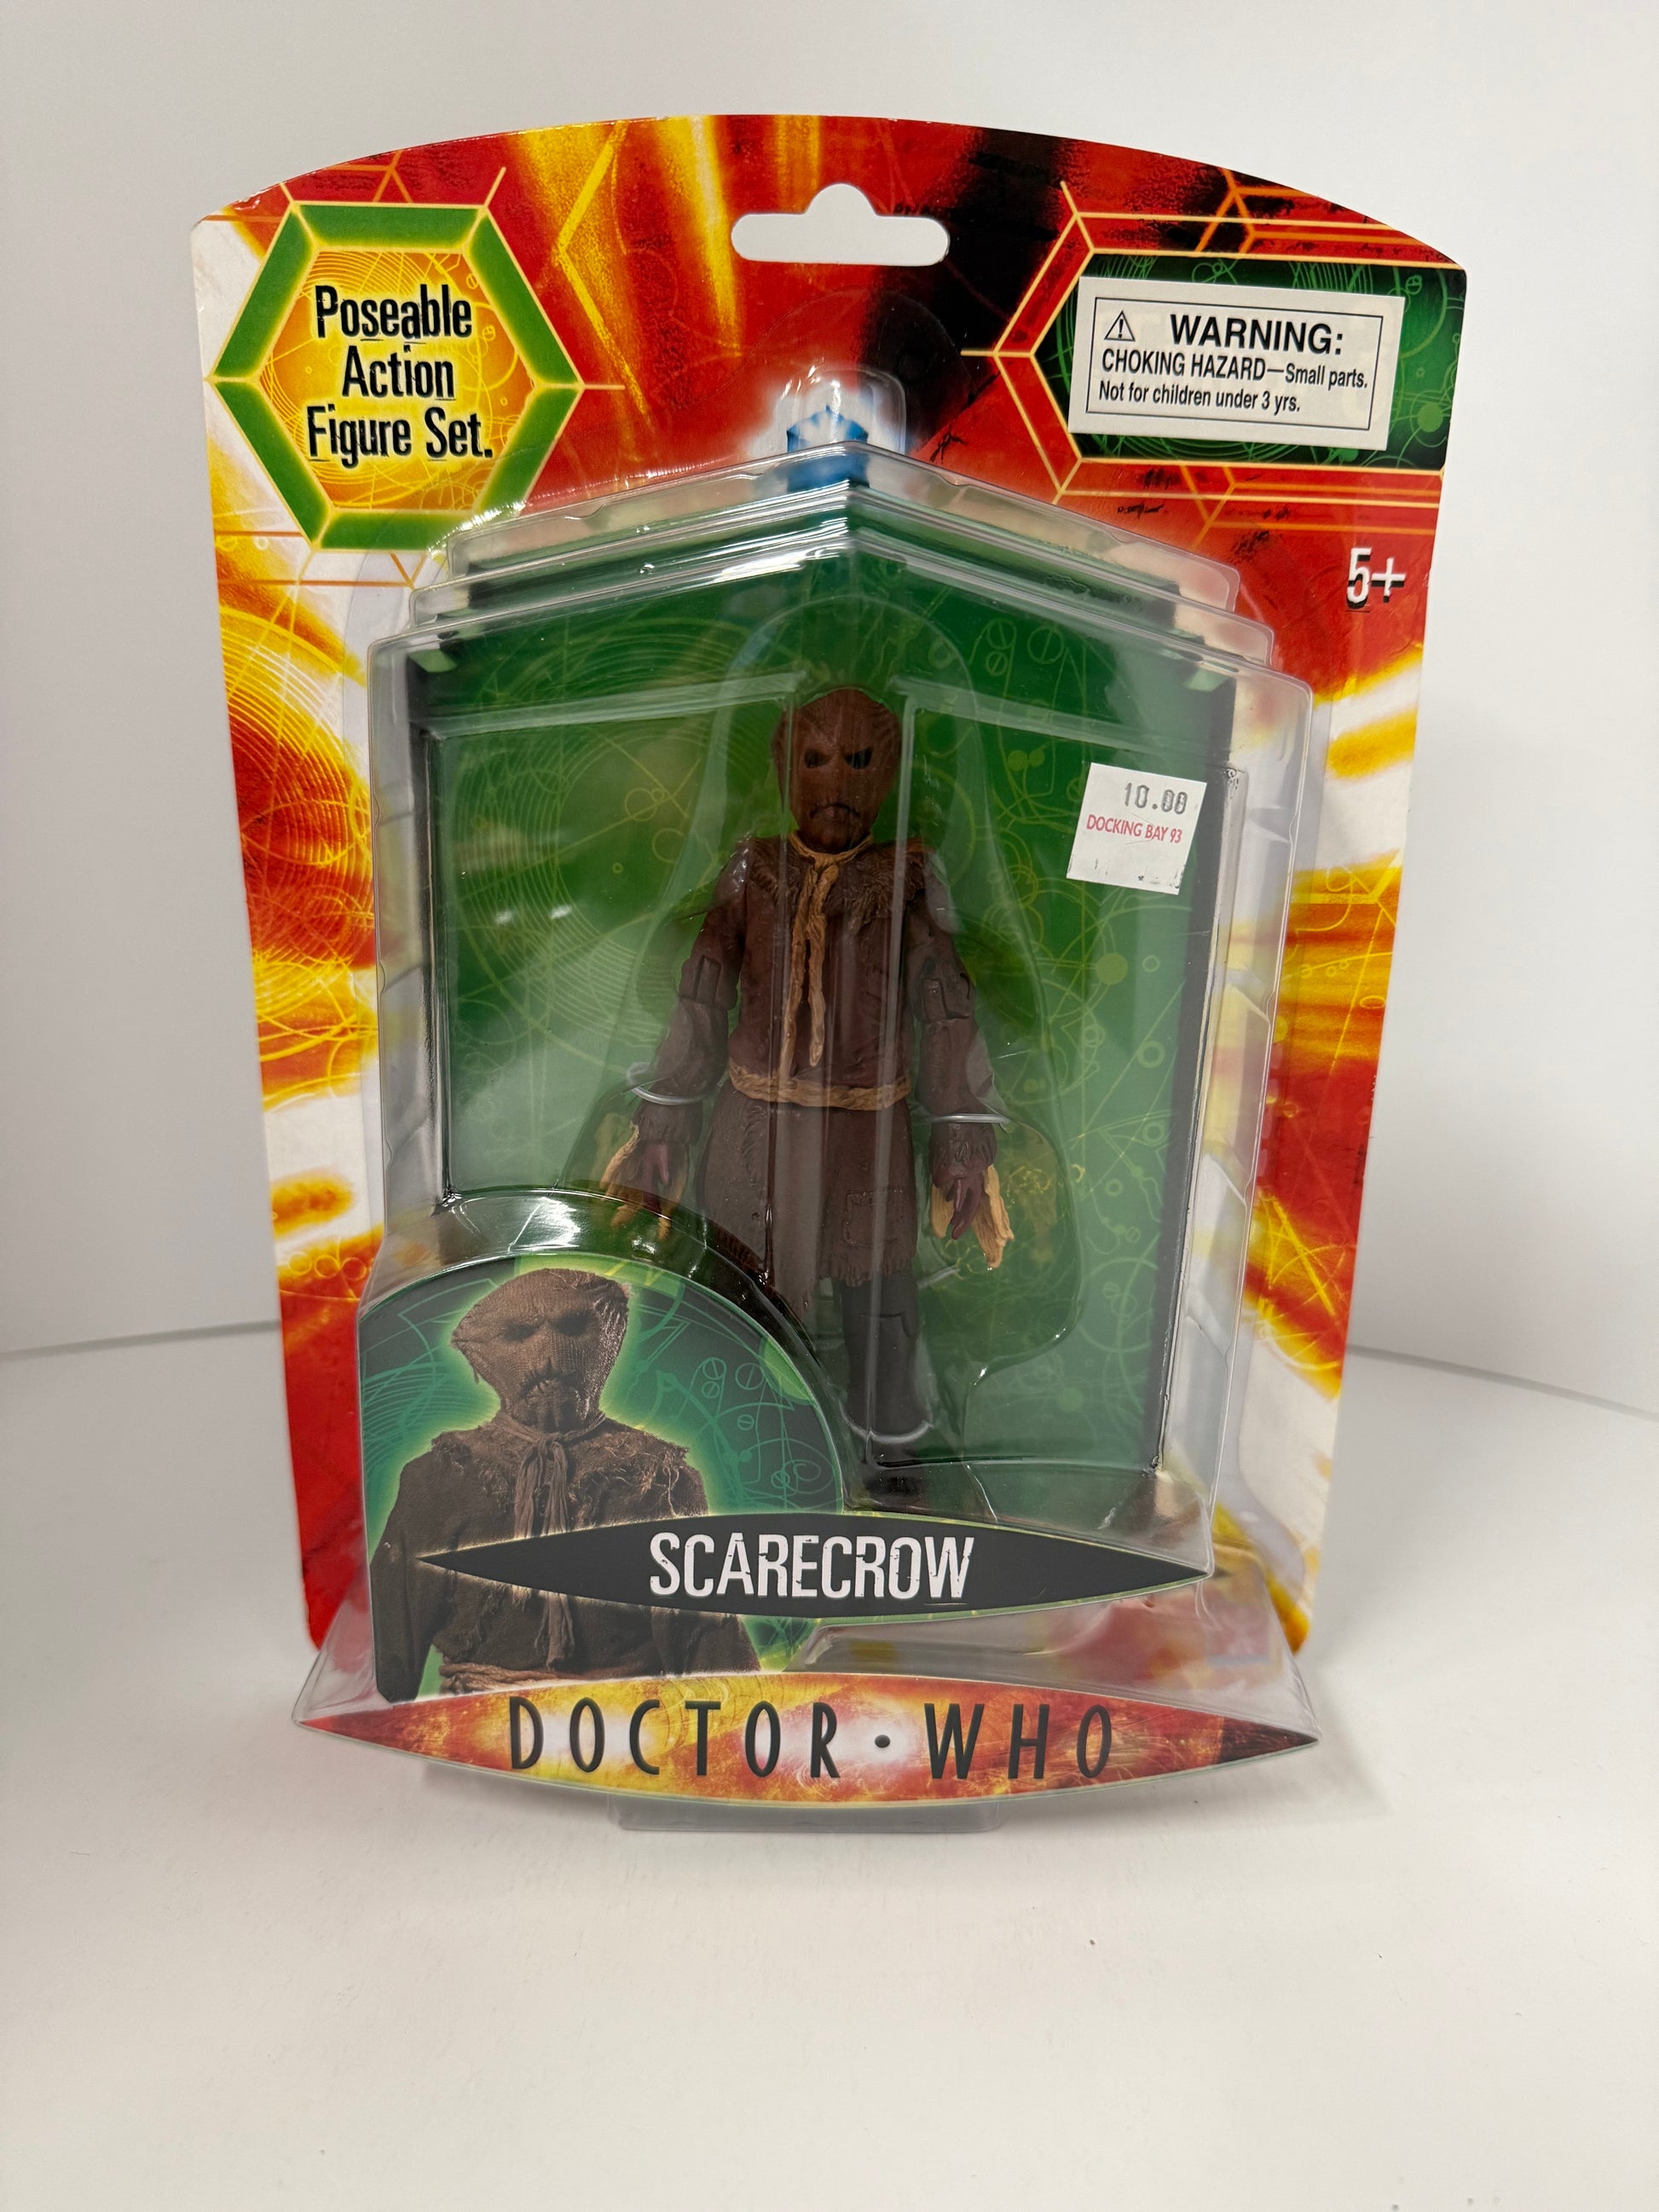 Poseable
Action
Figure Set.
WARNING:
CHOKING HAZARD—Small parts.
Not for children under 3 yrs.
5+
10.00
DOCKING BAY 93
SCARECROW
DOCTOR·WHO